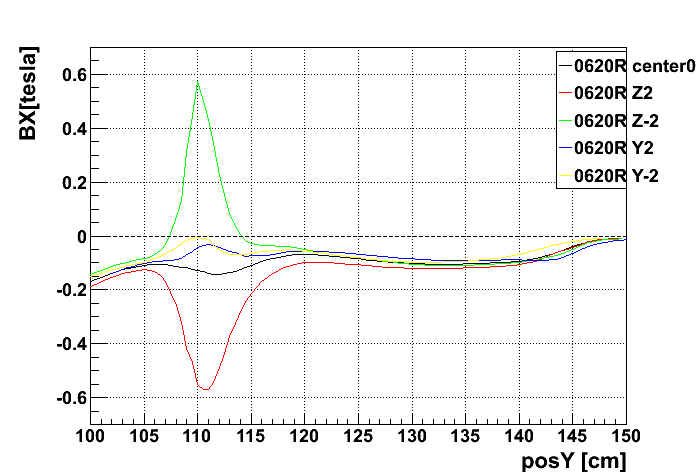 BX[tesla]
0.6
0.4
0.2
0
-0.2
-0.4
-0.6
0620R center0
0620R Z2
0620R Z-2
0620R Y2
0620R Y-2
100 105 110 115 120 125 130 135 140 145 150
posY [cm]